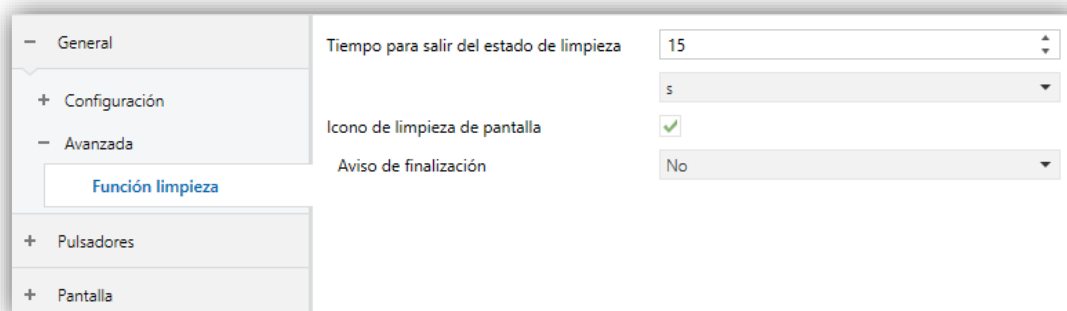 General
Configuración
Avanzada
Función limpieza
Pulsadores
Pantalla
Tiempo para salir del estado de limpieza 15
s
Icono de limpieza de pantalla
Aviso de finalización No